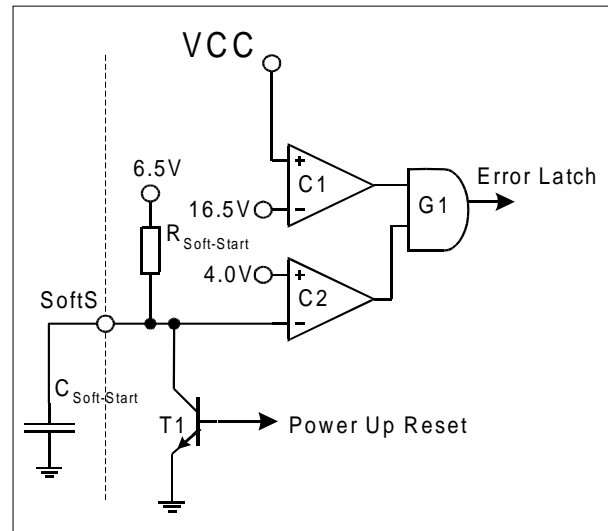 VCC
6.5V
+
C1
-
16.5V
G1
Error Latch
R Soft-Start
4.0V
+
C2
-
SoftS
C Soft-Start
T1
Power Up Reset